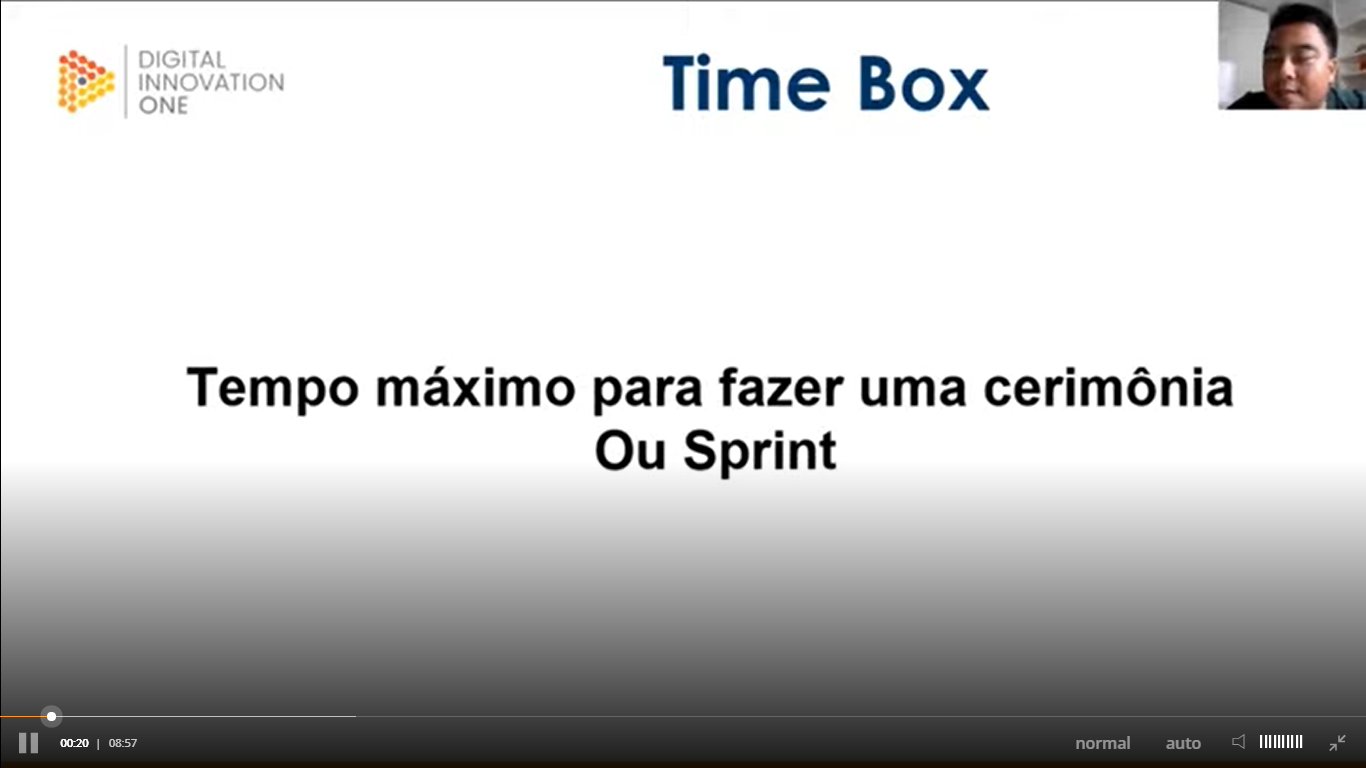 DIGITAL
INNOVATION
ONE
Time Box
Tempo máximo para fazer uma cerimônia
Ou Sprint
00:20 | 08:57
normal auto